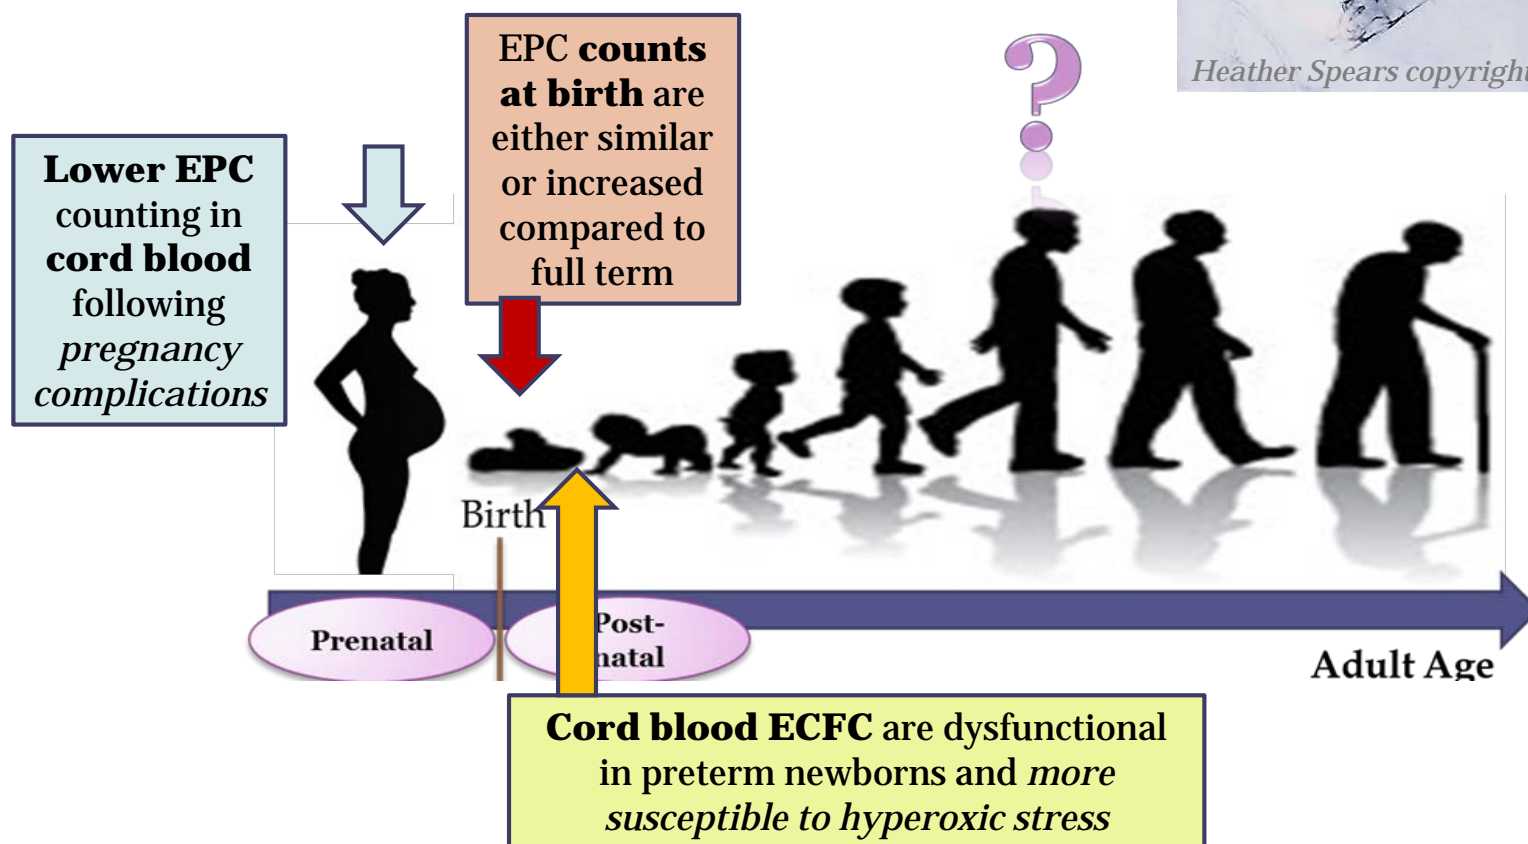 Heather Spears copyright
EPC counts
at birth are
either similar
or increased
compared to
full term
?
Lower EPC
counting in
cord blood
following
pregnancy
complications
Birth
Prenatal
Post-
natal
Adult Age
Cord blood ECFC are dysfunctional
in preterm newborns and more
susceptible to hyperoxic stress